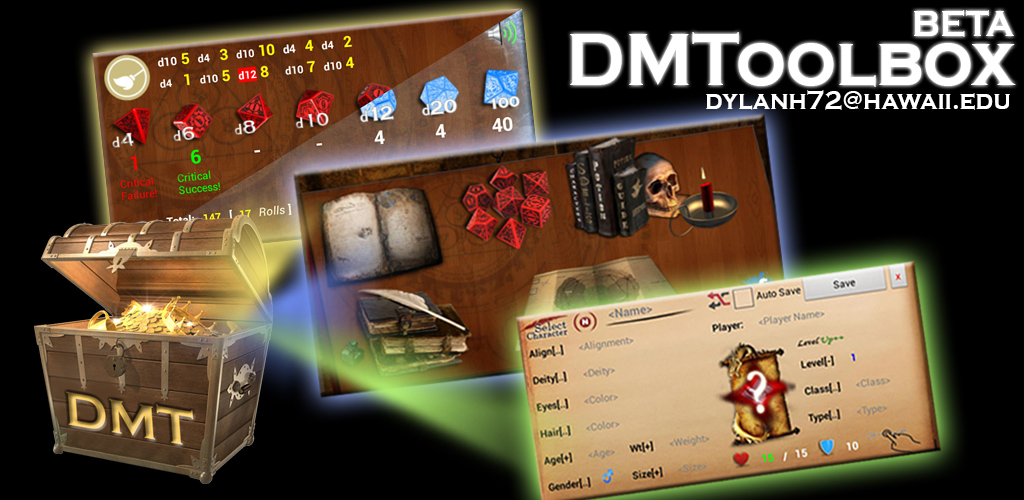 BETA
DMTOOLBOX
DYLANH72@HAWAII.EDU
d10 5 d4 3 d10 10 d4 4 d4 2
d4 1 d10 5 d12 8 d10 7 d10 4
d4 d6 d8 d10 d12 d20 100
1 6 - - 4 4 40
Critical Failure!
Critical Success!
Total: 147 [ 17 Rolls ]
DMT
Select Character
N
<Name>
Auto Save
Save
x
Player: <Player Name>
Align[..] <Alignment>
Deity[..] <Deity>
Eyes[..] <Color>
Hair[..] <Color>
Age[+] <Age> Wt[+] <Weight>
Gender[..] Size[+] <Size>
?
Level Up++
Level[-] 1
Class[..] <Class>
Type[..] <Type>
15 / 15 10